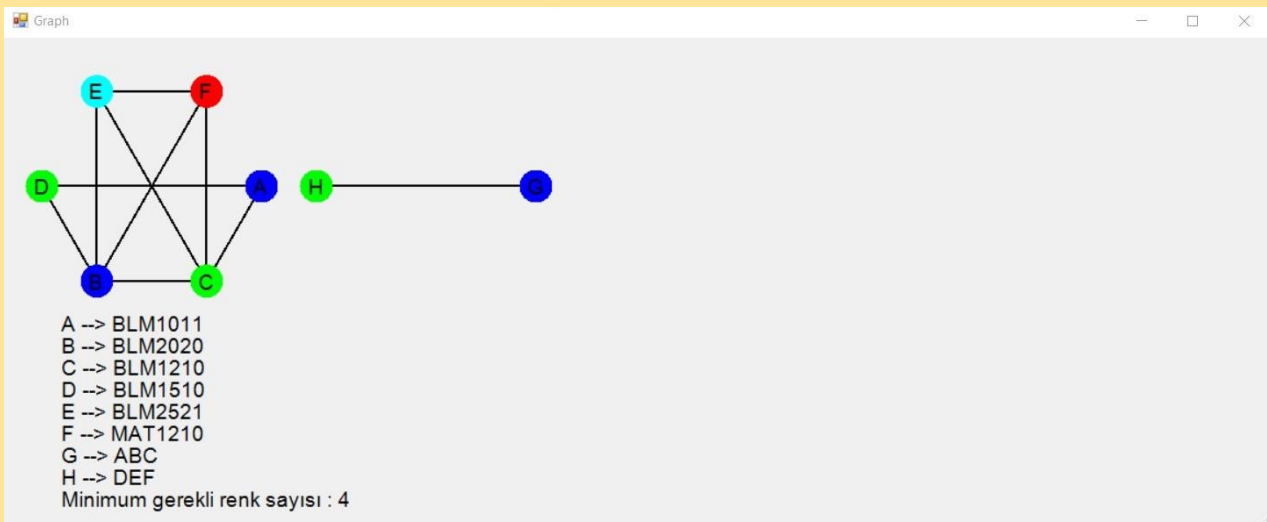 Graph
E F
D A H G
B C
A --> BLM1011
B --> BLM2020
C --> BLM1210
D --> BLM1510
E --> BLM2521
F --> MAT1210
G --> ABC
H --> DEF
Minimum gerekli renk sayısı : 4